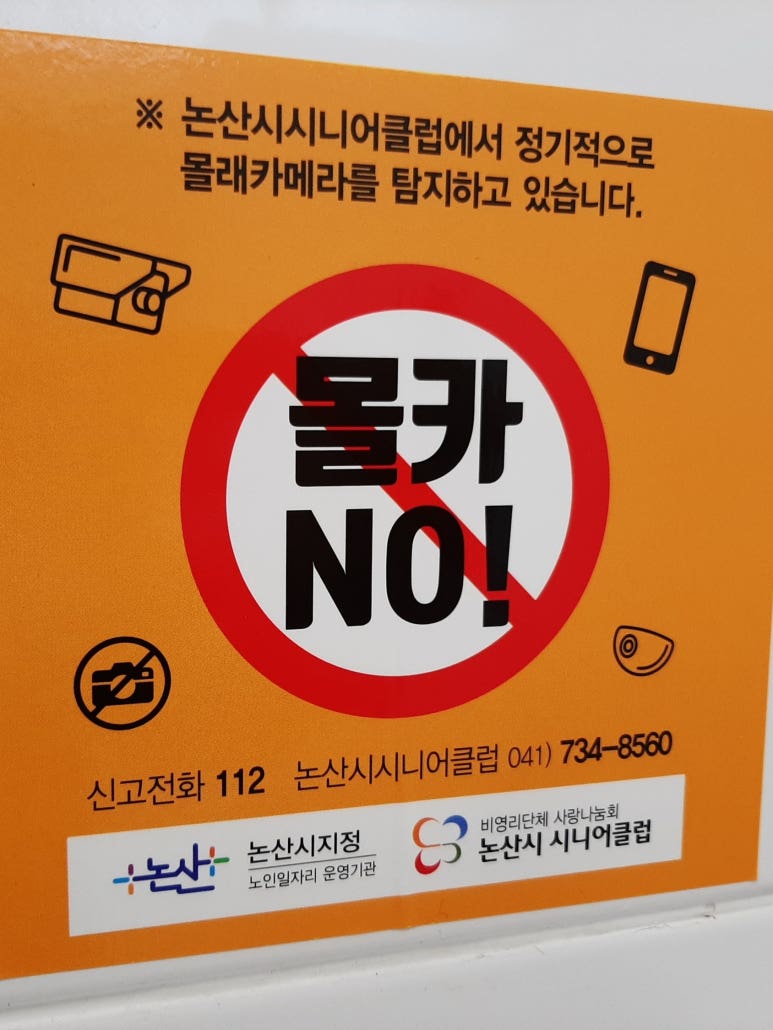 ※ 논산시시니어클럽에서 정기적으로
몰래카메라를 탐지하고 있습니다.
몰카
NO!
신고전화 112 논산시시니어클럽 041) 734-8560
논산
논산시지정
노인일자리 운영기관
비영리단체 사랑나눔회
논산시 시니어클럽